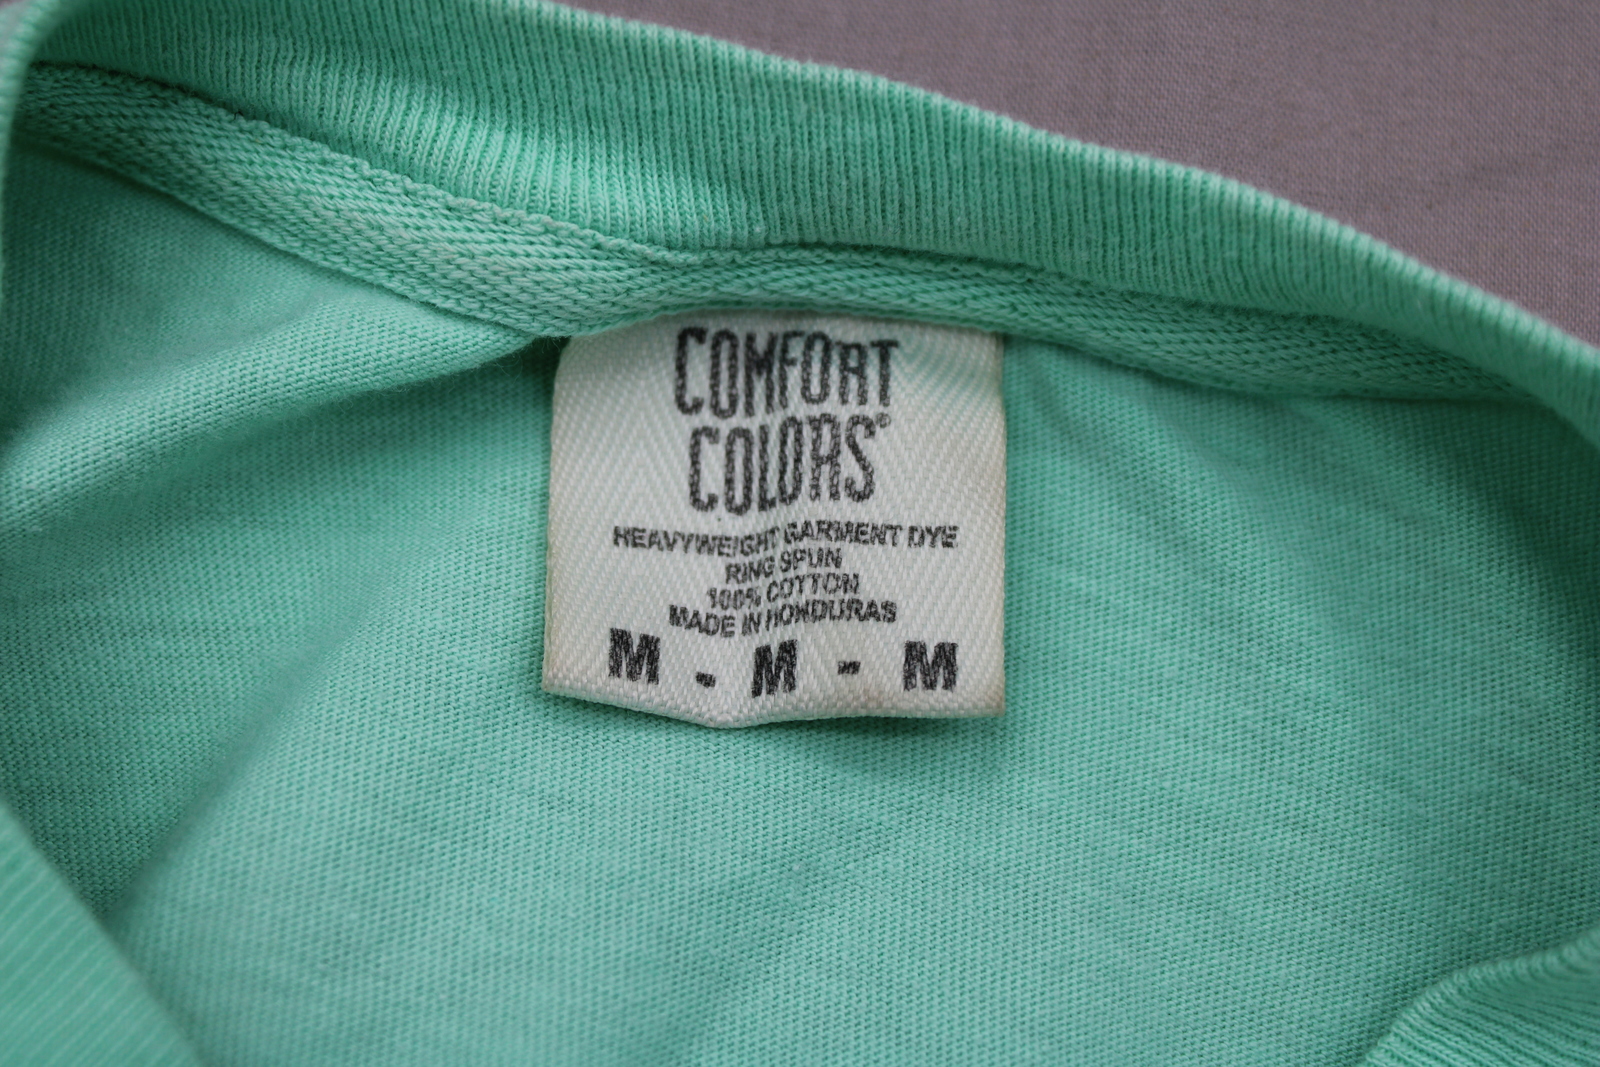 COMFORT
COLORS®
HEAVYWEIGHT GARMENT DYE
RING SPUN
100% COTTON
MADE IN HONDURAS
M - M - M